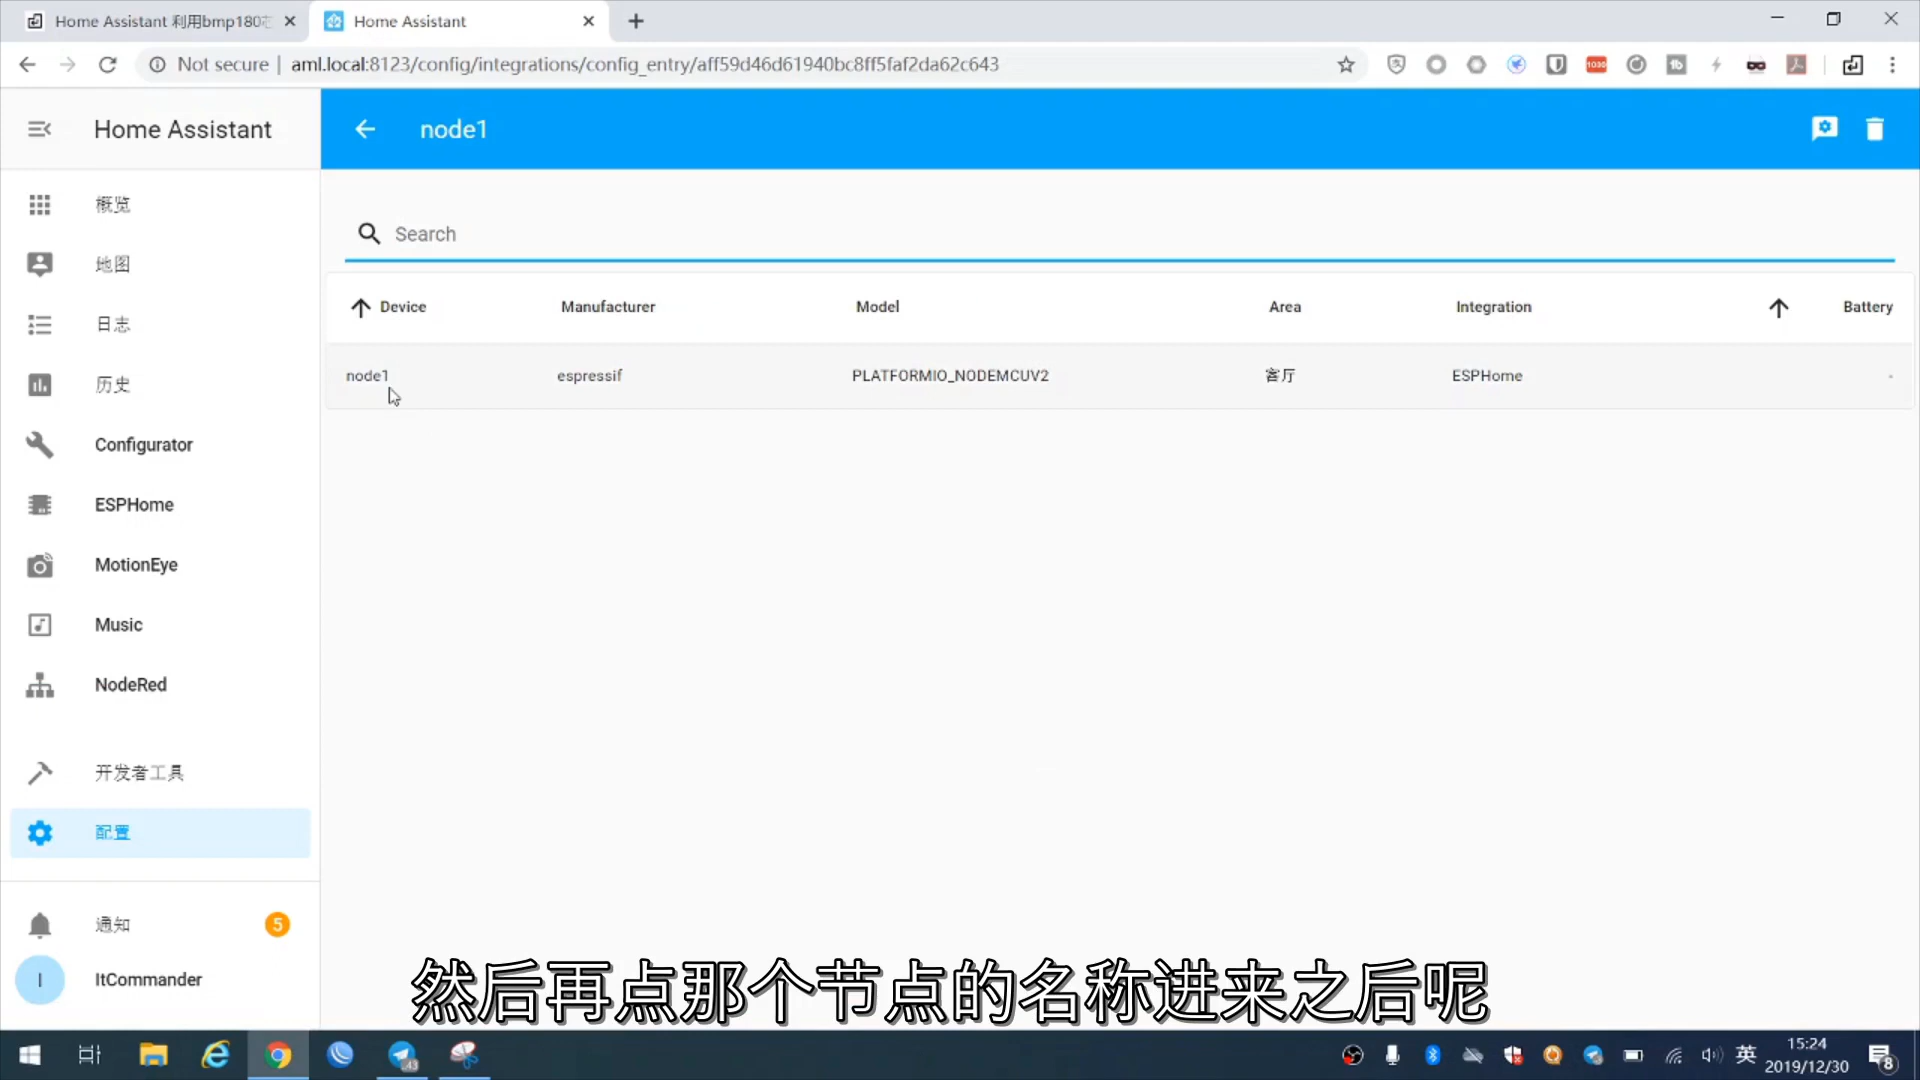 Home Assistant 利用bmp180芯
Home Assistant
Not secure | aml.local:8123/config/integrations/config_entry/aff59d46d61940bc8ff5faf2da62c643
Home Assistant
node1
概览
地图
日志
历史
Configurator
ESPHome
MotionEye
Music
NodeRed
开发者工具
配置
通知
5
I
ItCommander
Search
Device Manufacturer Model Area Integration Battery
node1 espressif PLATFORMIO_NODEMCUV2 客厅 ESPHome -
然后再点那个节点的名称进来之后呢
43
英
15:24
2019/12/30
8